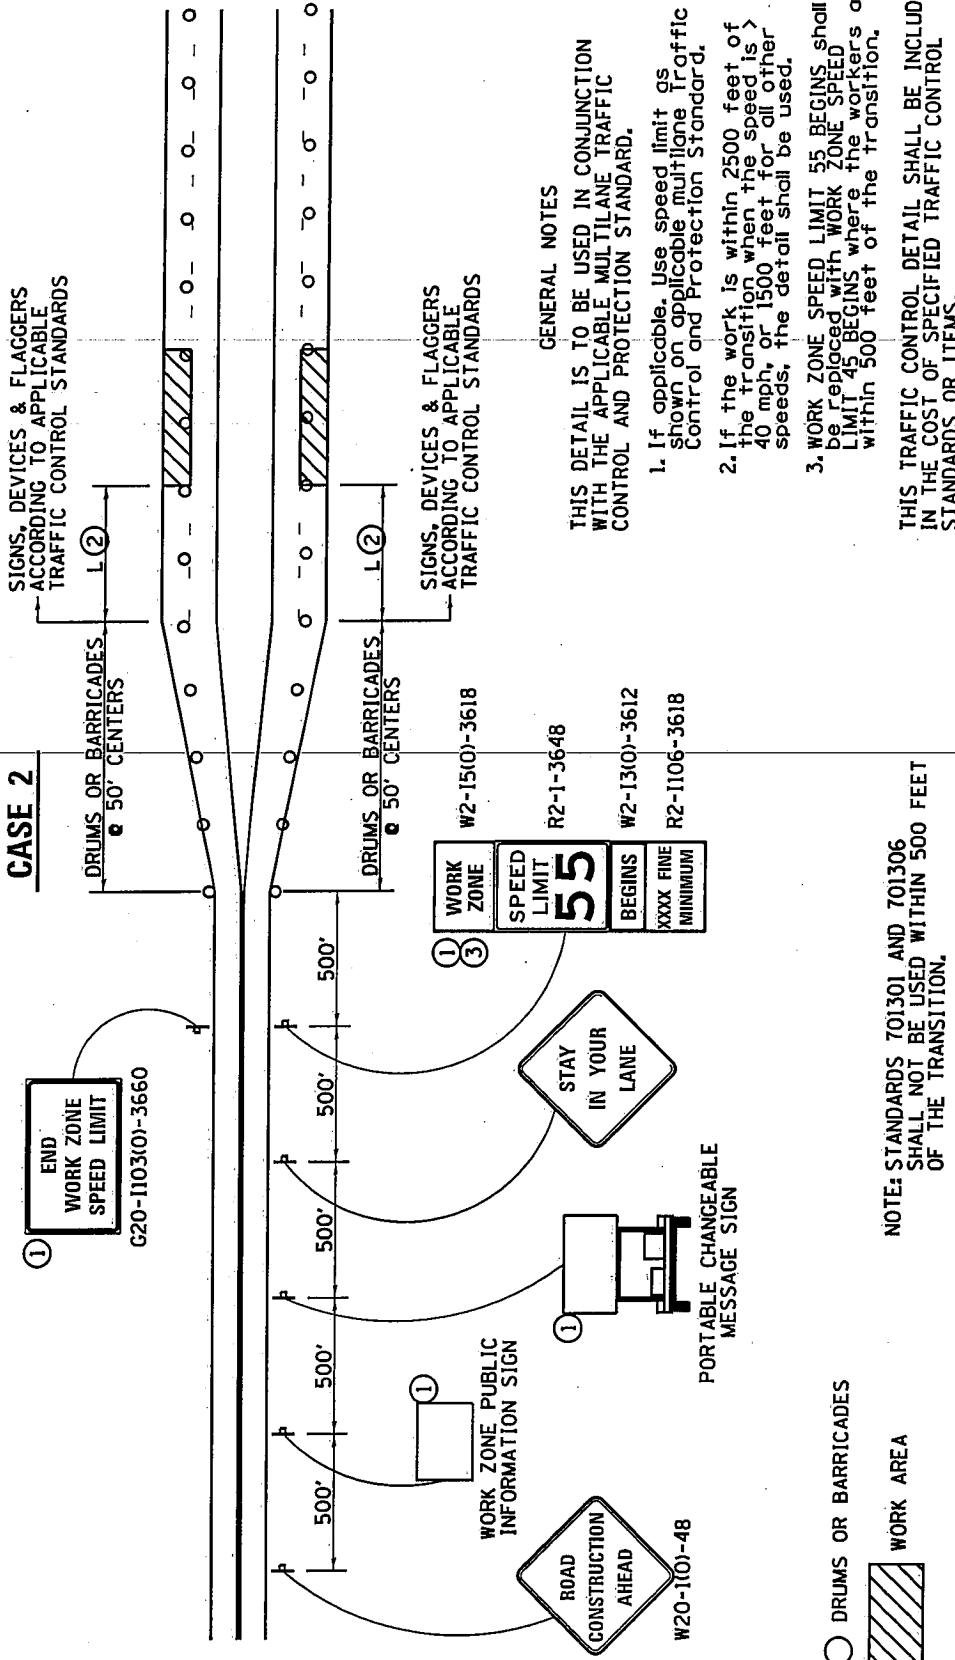 CASE 2
SIGNS, DEVICES & FLAGGERS
ACCORDING TO APPLICABLE
TRAFFIC CONTROL STANDARDS
DRUMS OR BARRICADES
@ 50' CENTERS
L ②
①
END
WORK ZONE
SPEED LIMIT
G20-I103(O)-3660
500'
500'
500'
500'
500'
DRUMS OR BARRICADES
@ 50' CENTERS
L ②
SIGNS, DEVICES & FLAGGERS
ACCORDING TO APPLICABLE
TRAFFIC CONTROL STANDARDS
ROAD
CONSTRUCTION
AHEAD
W20-1(O)-48
①
WORK ZONE PUBLIC
INFORMATION SIGN
①
PORTABLE CHANGEABLE
MESSAGE SIGN
STAY
IN YOUR
LANE
①
③
WORK
ZONE
SPEED
LIMIT
55
BEGINS
XXXX FINE
MINIMUM
W2-I5(O)-3618
R2-1-3648
W2-I3(O)-3612
R2-I106-3618
GENERAL NOTES
THIS DETAIL IS TO BE USED IN CONJUNCTION
WITH THE APPLICABLE MULTILANE TRAFFIC
CONTROL AND PROTECTION STANDARD.
1. If applicable. Use speed limit as
shown on applicable multilane Traffic
Control and Protection Standard.
2. If the work is within 2500 feet of
the transition when the speed is >
40 mph, or 1500 feet for all other
speeds, the detail shall be used.
3. WORK ZONE SPEED LIMIT 55 BEGINS shall
be replaced with WORK ZONE SPEED
LIMIT 45 BEGINS where the workers a
within 500 feet of the transition.
THIS TRAFFIC CONTROL DETAIL SHALL BE INCLUD
IN THE COST OF SPECIFIED TRAFFIC CONTROL
STANDARDS OR ITEMS.
DRUMS OR BARRICADES
WORK AREA
NOTE: STANDARDS 701301 AND 701306
SHALL NOT BE USED WITHIN 500 FEET
OF THE TRANSITION.